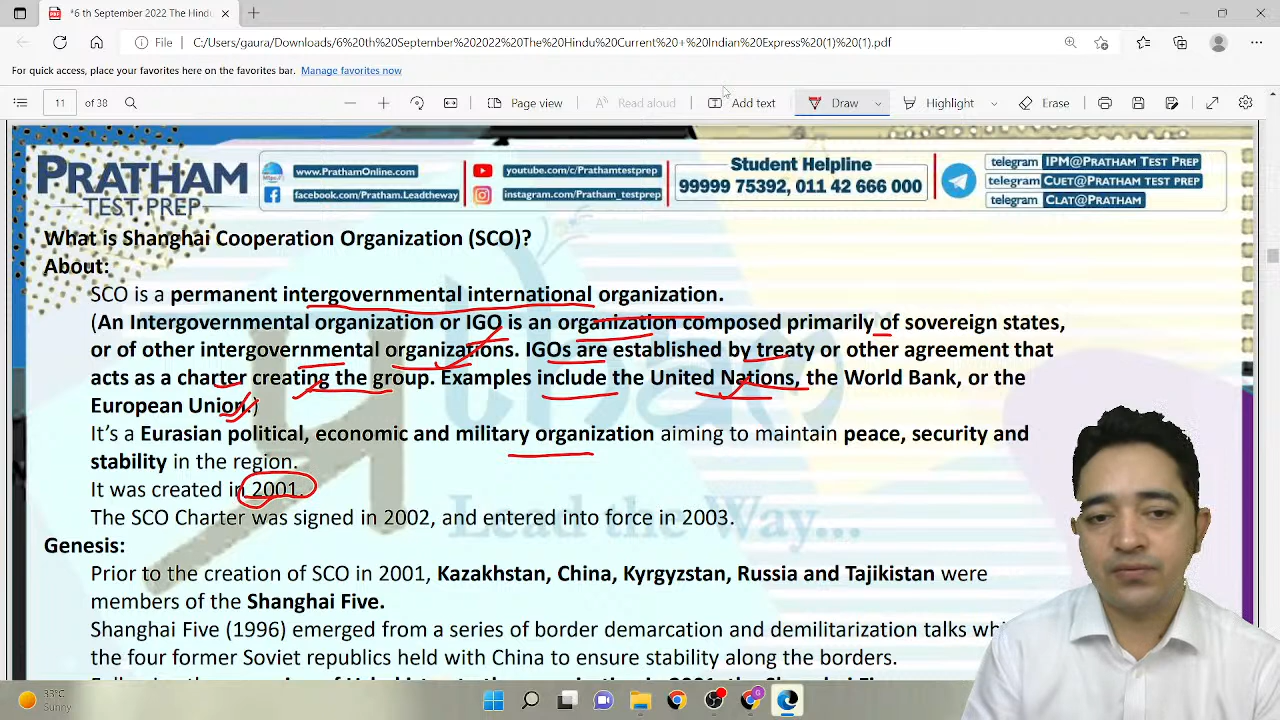 *6 th September 2022 The Hindu
File C:/Users/gaura/Downloads/6%20th%20September%202022%20The%20Hindu%20Current%20+%20Indian%20Express%20(1)%20(1).pdf
For quick access, place your favorites here on the favorites bar. Manage favorites now
11 of 38 Page view Read aloud Add text Draw Highlight Erase
PRATHAM
TEST PREP
www.PrathamOnline.com
facebook.com/Pratham.Leadtheway
youtube.com/c/Prathamtestprep
instagram.com/Pratham_testprep
Student Helpline
99999 75392, 011 42 666 000
telegram IPM@Pratham Test Prep
telegram CUET@Pratham test prep
telegram CLAT@Pratham
What is Shanghai Cooperation Organization (SCO)?
About:
SCO is a permanent intergovernmental international organization.
(An Intergovernmental organization or IGO is an organization composed primarily of sovereign states,
or of other intergovernmental organizations. IGOs are established by treaty or other agreement that
acts as a charter creating the group. Examples include the United Nations, the World Bank, or the
European Union.)
It's a Eurasian political, economic and military organization aiming to maintain peace, security and
stability in the region.
It was created in 2001.
The SCO Charter was signed in 2002, and entered into force in 2003.
Lead the Way...
Genesis:
Prior to the creation of SCO in 2001, Kazakhstan, China, Kyrgyzstan, Russia and Tajikistan were
members of the Shanghai Five.
Shanghai Five (1996) emerged from a series of border demarcation and demilitarization talks
the four former Soviet republics held with China to ensure stability along the borders.
33°C
Sunny